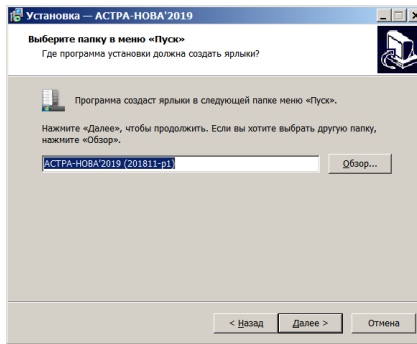 Установка — АСТРА-НОВА'2019
Выберите папку в меню «Пуск»
Где программа установки должна создать ярлыки?
Программа создаст ярлыки в следующей папке меню «Пуск».
Нажмите «Далее», чтобы продолжить. Если вы хотите выбрать другую папку,
нажмите «Обзор».
АСТРА-НОВА'2019 (201811-p1) Обзор...
< Назад Далее > Отмена